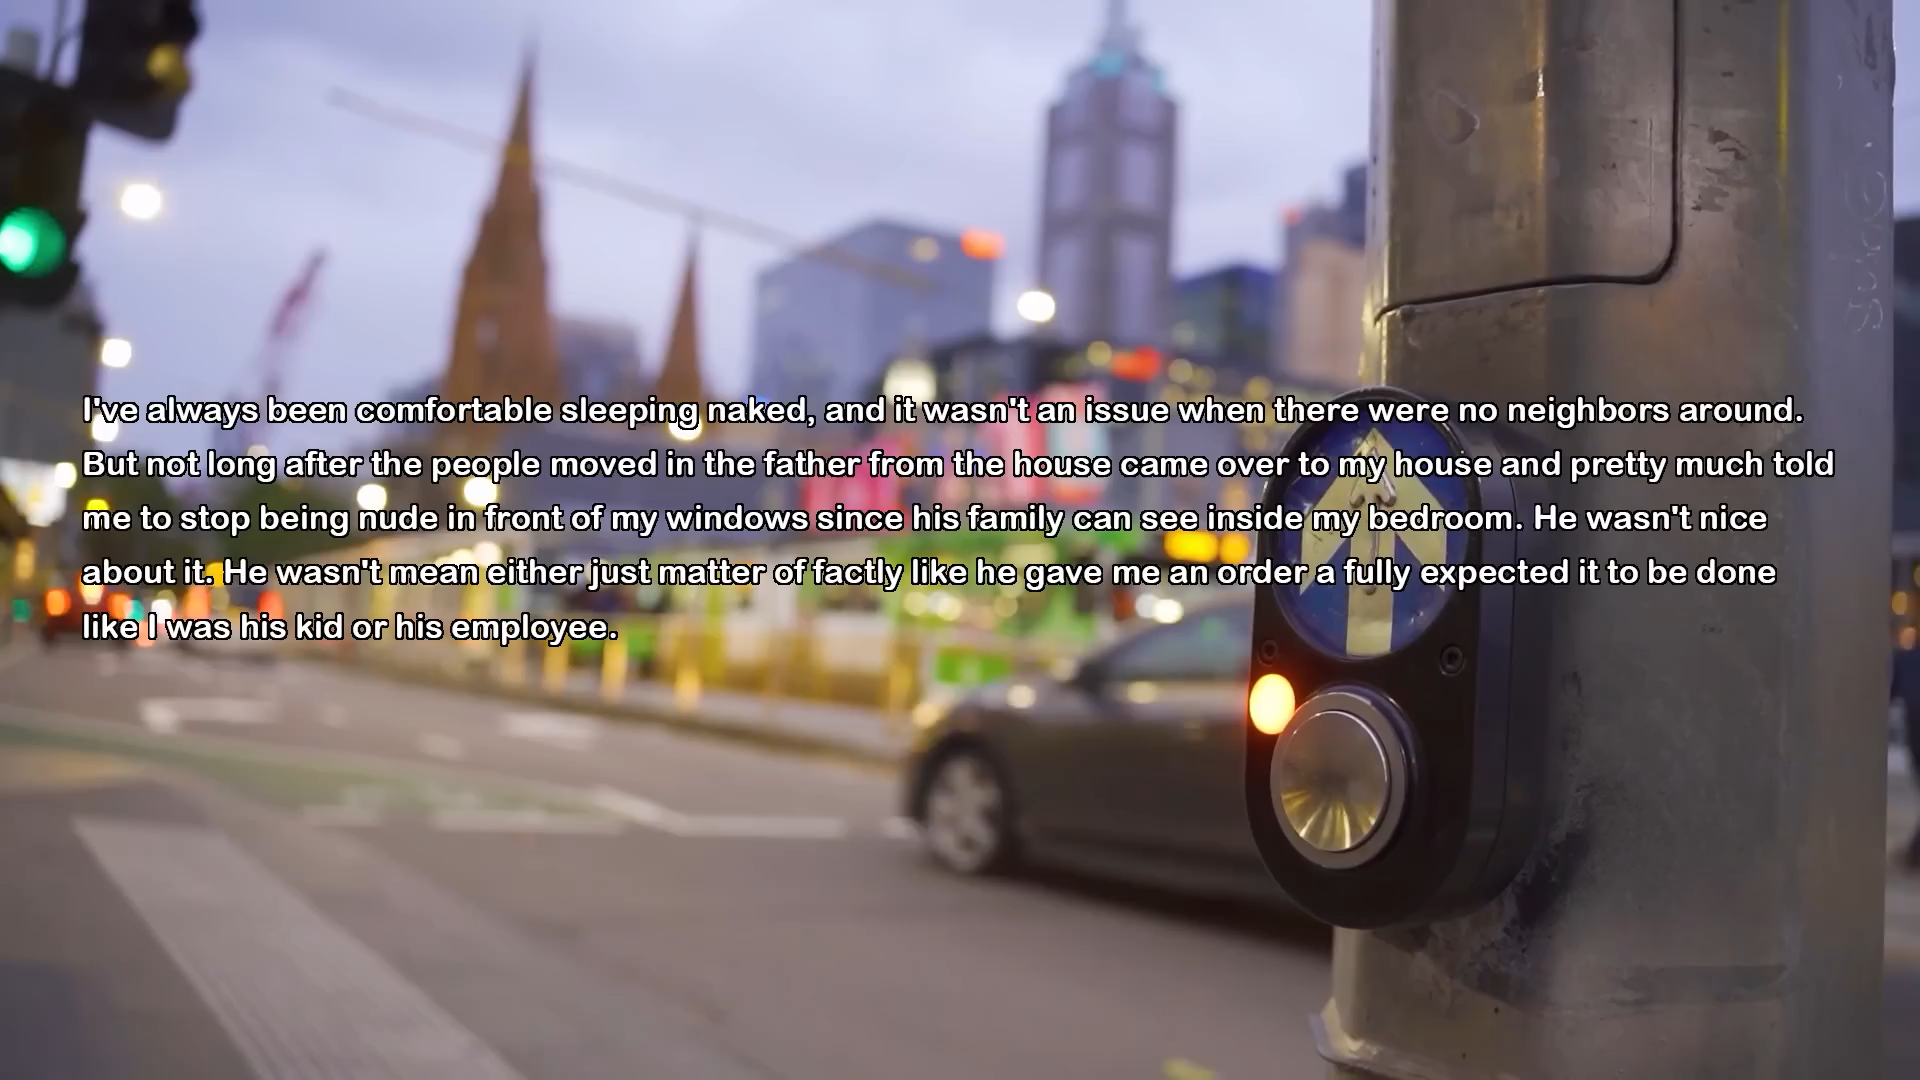 I've always been comfortable sleeping naked, and it wasn't an issue when there were no neighbors around.
But not long after the people moved in the father from the house came over to my house and pretty much told
me to stop being nude in front of my windows since his family can see inside my bedroom. He wasn't nice
about it. He wasn't mean either just matter of factly like he gave me an order a fully expected it to be done
like I was his kid or his employee.